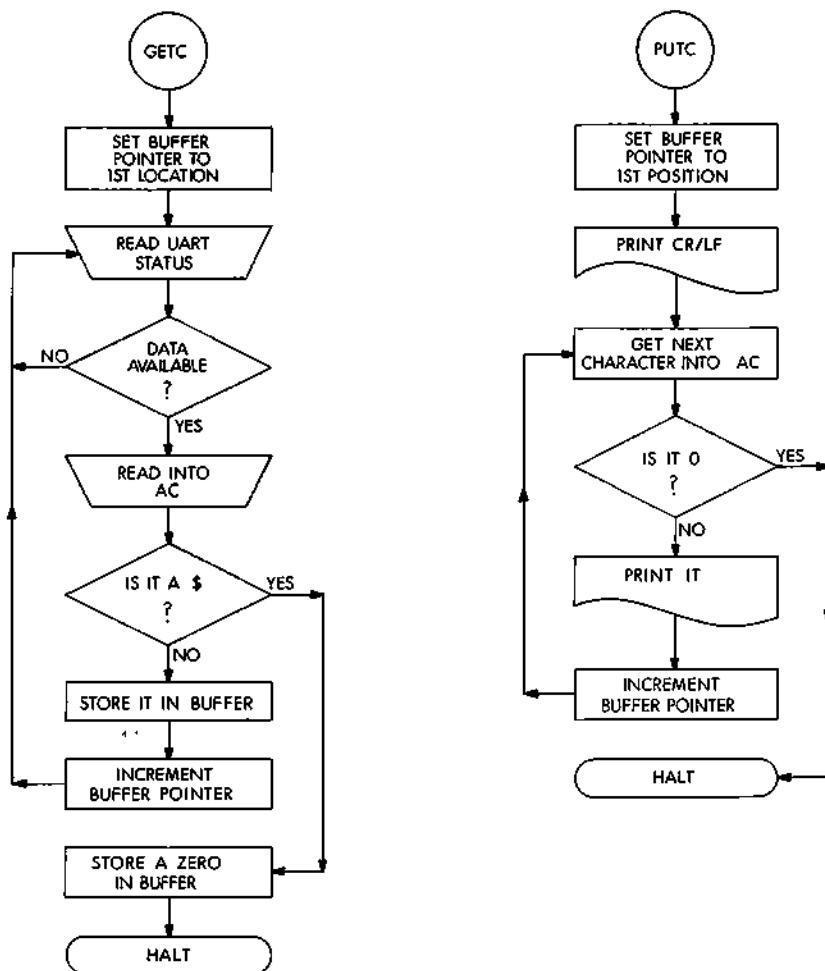 GETC
SET BUFFER
POINTER TO
1ST LOCATION
READ UART
STATUS
DATA
AVAILABLE
?
NO
YES
READ INTO
AC
IS IT A $
?
YES
NO
STORE IT IN BUFFER
INCREMENT
BUFFER POINTER
STORE A ZERO
IN BUFFER
HALT
PUTC
SET BUFFER
POINTER TO
1ST POSITION
PRINT CR/LF
GET NEXT
CHARACTER INTO AC
IS IT 0
?
YES
NO
PRINT IT
INCREMENT
BUFFER POINTER
HALT